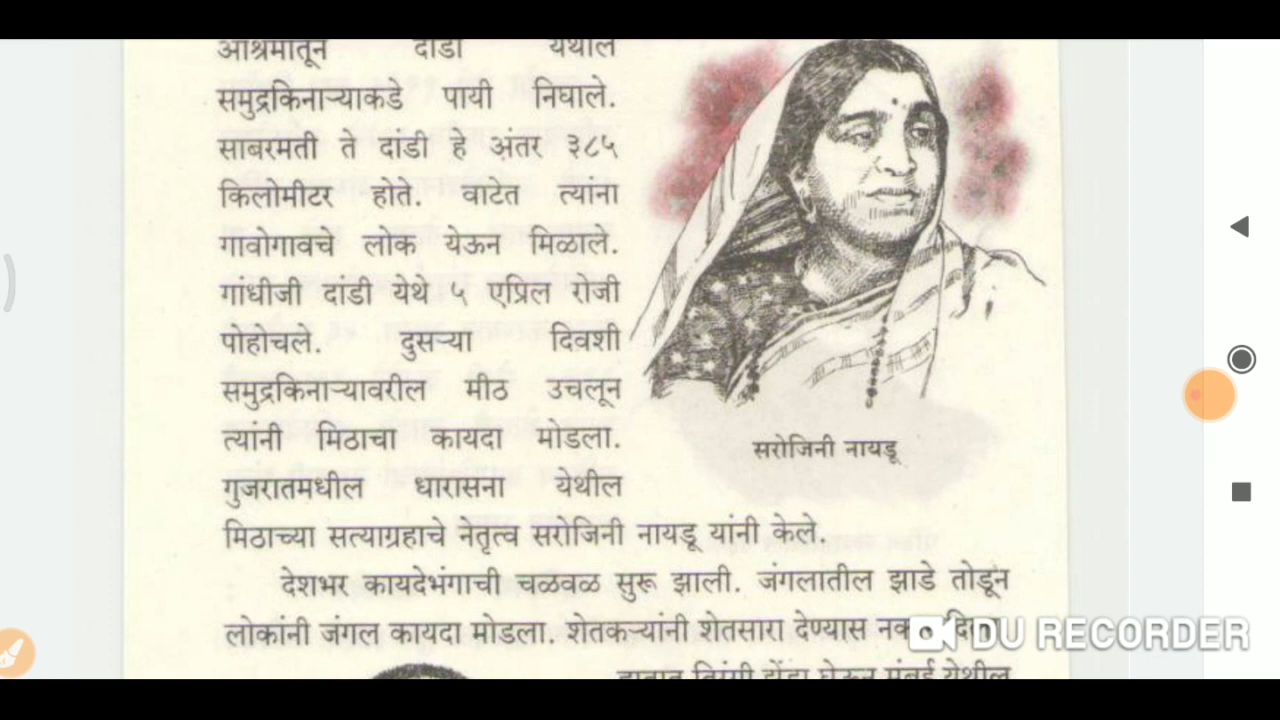 आश्रमातून दांडी येथील
समुद्रकिनाऱ्याकडे पायी निघाले.
साबरमती ते दांडी हे अंतर ३८५
किलोमीटर होते. वाटेत त्यांना
गावोगावचे लोक येऊन मिळाले.
गांधीजी दांडी येथे ५ एप्रिल रोजी
पोहोचले. दुसऱ्या दिवशी
समुद्रकिनाऱ्यावरील मीठ उचलून
त्यांनी मिठाचा कायदा मोडला.
गुजरातमधील धारासना येथील
मिठाच्या सत्याग्रहाचे नेतृत्व सरोजिनी नायडू यांनी केले.
सरोजिनी नायडू
देशभर कायदेभंगाची चळवळ सुरू झाली. जंगलातील झाडे तोडून
लोकांनी जंगल कायदा मोडला. शेतकऱ्यांनी शेतसारा देण्यास
DU RECORDER
हातात तिरंगी झेंडा घेऊन मुंबई येथील